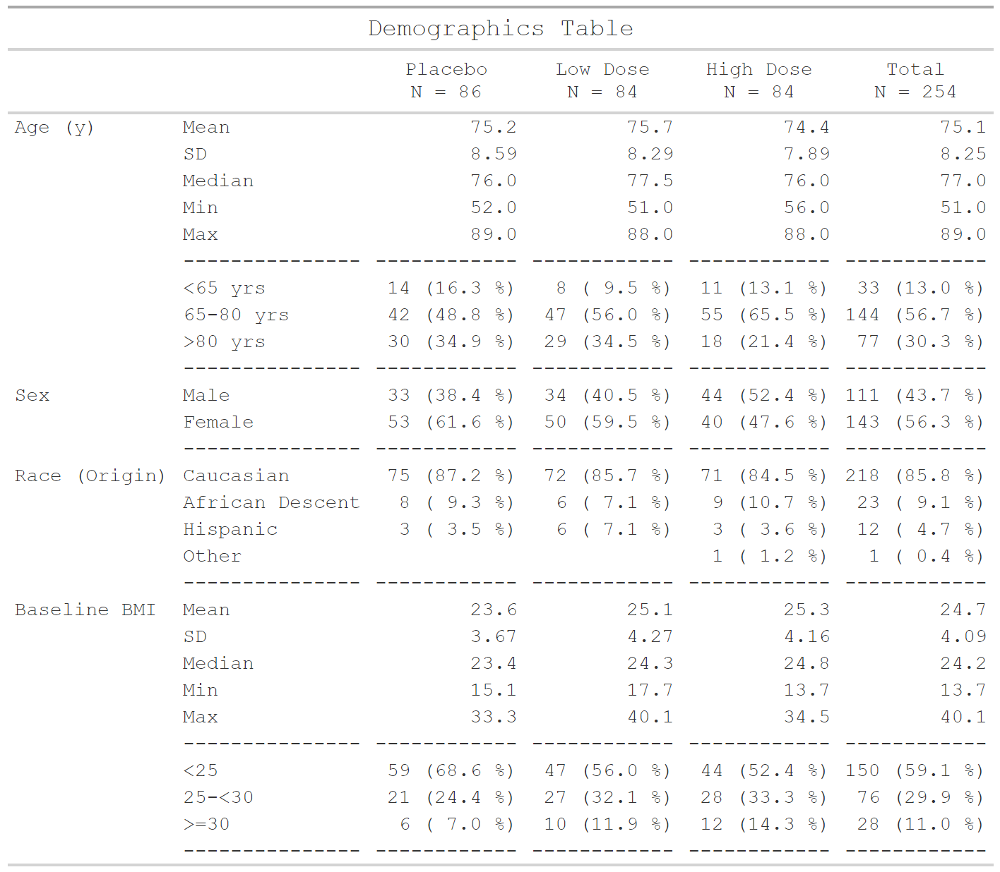 Demographics Table
Placebo Low Dose High Dose Total
N = 86 N = 84 N = 84 N = 254
Age (y) Mean 75.2 75.7 74.4 75.1
SD 8.59 8.29 7.89 8.25
Median 76.0 77.5 76.0 77.0
Min 52.0 51.0 56.0 51.0
Max 89.0 88.0 88.0 89.0
--------------- ------------ ------------ ------------ ------------
<65 yrs 14 (16.3 %) 8 ( 9.5 %) 11 (13.1 %) 33 (13.0 %)
65-80 yrs 42 (48.8 %) 47 (56.0 %) 55 (65.5 %) 144 (56.7 %)
>80 yrs 30 (34.9 %) 29 (34.5 %) 18 (21.4 %) 77 (30.3 %)
--------------- ------------ ------------ ------------ ------------
Sex Male 33 (38.4 %) 34 (40.5 %) 44 (52.4 %) 111 (43.7 %)
Female 53 (61.6 %) 50 (59.5 %) 40 (47.6 %) 143 (56.3 %)
--------------- ------------ ------------ ------------ ------------
Race (Origin) Caucasian 75 (87.2 %) 72 (85.7 %) 71 (84.5 %) 218 (85.8 %)
African Descent 8 ( 9.3 %) 6 ( 7.1 %) 9 (10.7 %) 23 ( 9.1 %)
Hispanic 3 ( 3.5 %) 6 ( 7.1 %) 3 ( 3.6 %) 12 ( 4.7 %)
Other 1 ( 1.2 %) 1 ( 0.4 %)
--------------- ------------ ------------ ------------ ------------
Baseline BMI Mean 23.6 25.1 25.3 24.7
SD 3.67 4.27 4.16 4.09
Median 23.4 24.3 24.8 24.2
Min 15.1 17.7 13.7 13.7
Max 33.3 40.1 34.5 40.1
--------------- ------------ ------------ ------------ ------------
<25 59 (68.6 %) 47 (56.0 %) 44 (52.4 %) 150 (59.1 %)
25-<30 21 (24.4 %) 27 (32.1 %) 28 (33.3 %) 76 (29.9 %)
>=30 6 ( 7.0 %) 10 (11.9 %) 12 (14.3 %) 28 (11.0 %)
--------------- ------------ ------------ ------------ ------------